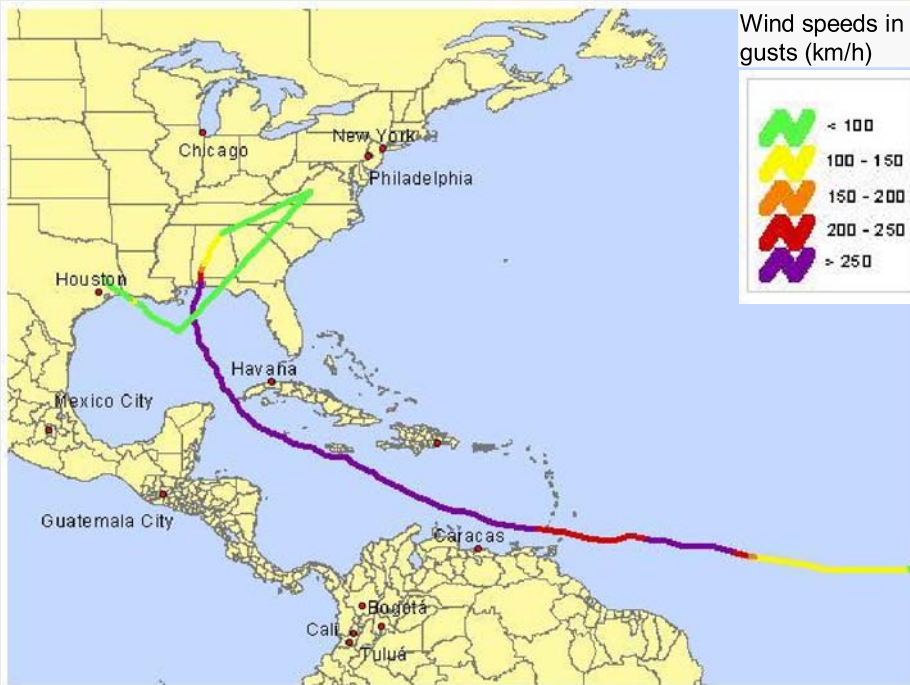 Wind speeds in
gusts (km/h)
< 100
100 - 150
150 - 200
200 - 250
> 250
New York
Chicago
Philadelphia
Houston
Havana
Mexico City
Guatemala City
Caracas
Bogotá
Cali
Tuluá